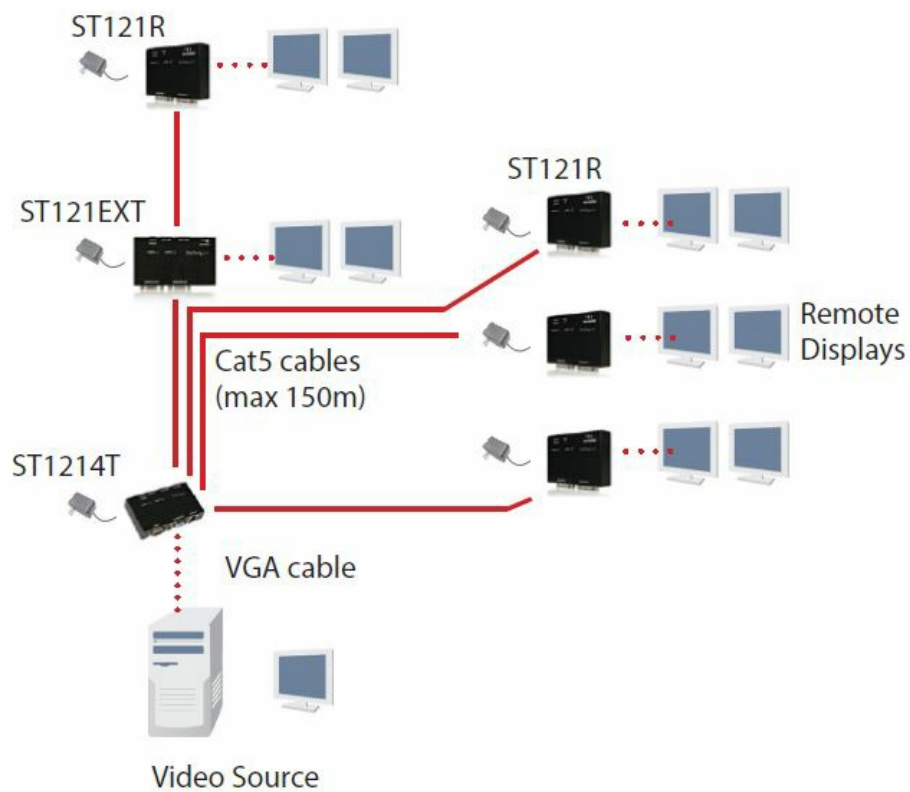 ST121R
ST121R
ST121EXT
Remote
Displays
Cat5 cables
(max 150m)
ST1214T
VGA cable
Video Source